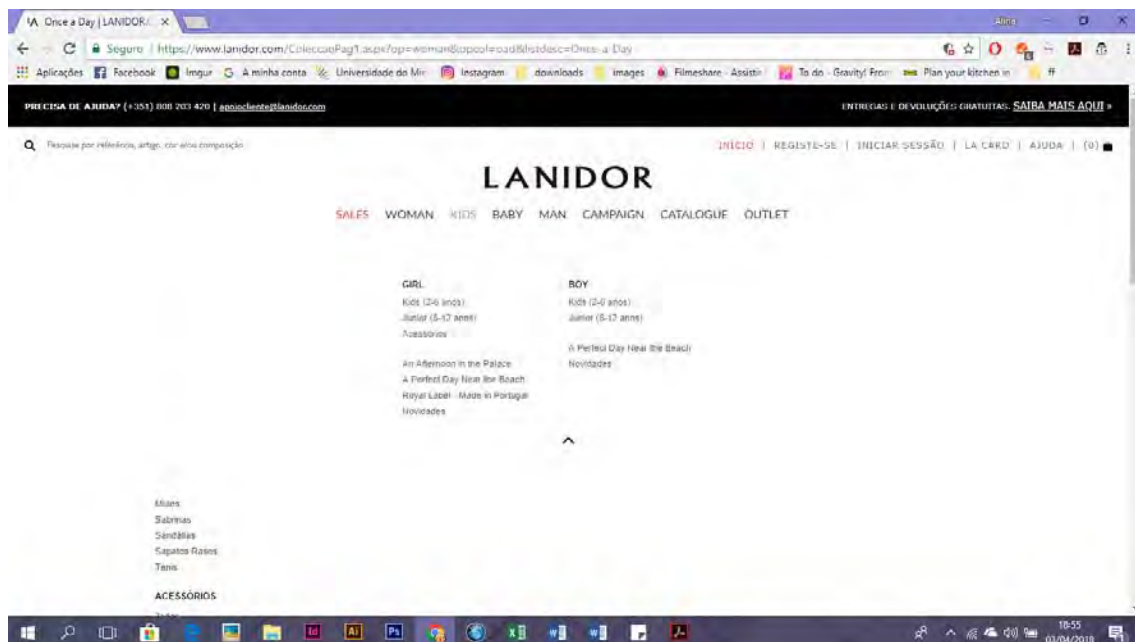 Once a Day | LANIDOR
Seguro | https://www.lanidor.com/ColeccaoPag1.aspx?op=woman&opcol=oad&listdesc=Once-a-Day
Aplicações Facebook Imgur A minha conta Universidade do Mi Instagram downloads images Filmeshare - Assistir To do - Gravity! Fro Plan your kitchen in ff
PRECISA DE AJUDA? (+351) 808 203 420 | apoiocliente@lanidor.com ENTREGAS E DEVOLUÇÕES GRATUITAS. SAIBA MAIS AQUI »
Pesquise por referência, artigo, cor e/ou composição INÍCIO | REGISTE-SE | INICIAR SESSÃO | LA CARD | AJUDA | (0)
LANIDOR
SALES WOMAN KIDS BABY MAN CAMPAIGN CATALOGUE OUTLET
GIRL
Kids (2-6 anos)
Junior (6-12 anos)
Acessórios
An Afternoon in the Palace
A Perfect Day Near the Beach
Royal Label - Made in Portugal
Novidades
BOY
Kids (2-6 anos)
Junior (6-12 anos)
A Perfect Day Near the Beach
Novidades
Mules
Sabrinas
Sandálias
Sapatos Rasos
Ténis
ACESSÓRIOS
18:55
03/04/2018